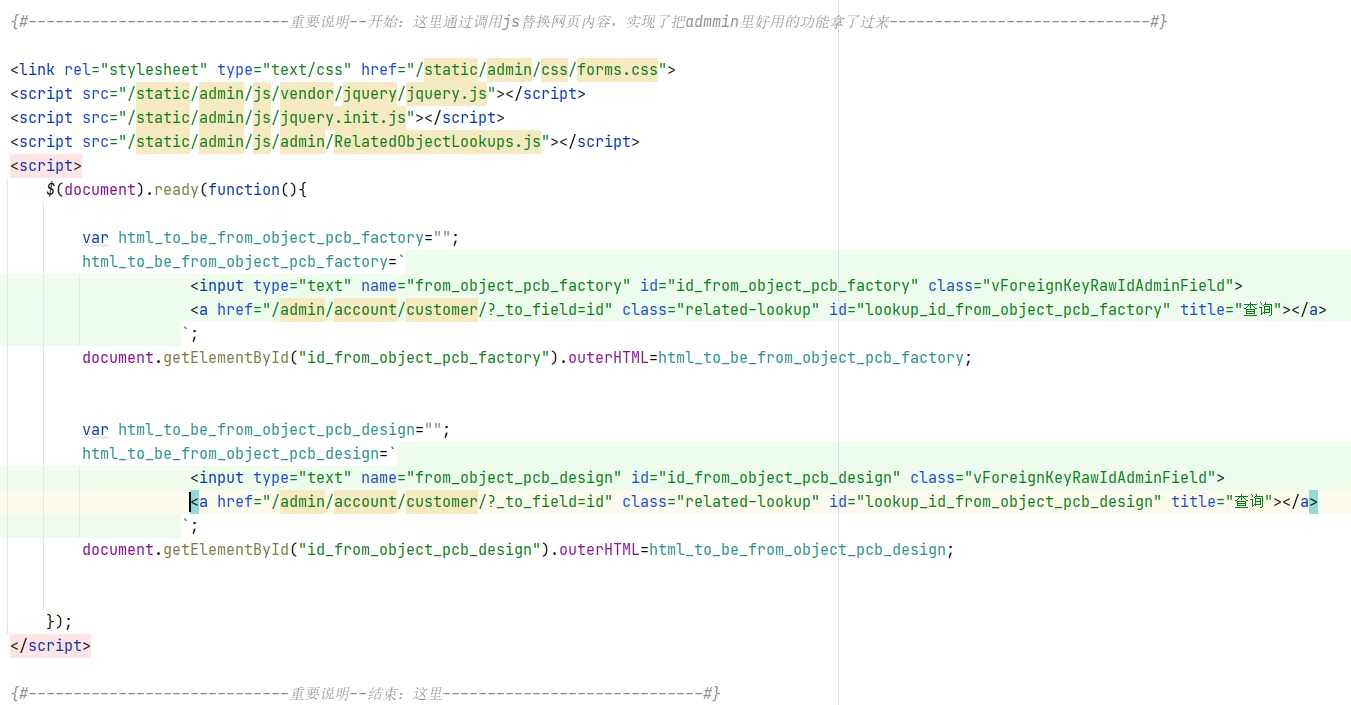 {#-----------------------------重要说明--开始：这里通过调用js替换网页内容，实现了把admmin里好用的功能拿了过来-----------------------------#}
<link rel="stylesheet" type="text/css" href="/static/admin/css/forms.css">
<script src="/static/admin/js/vendor/jquery/jquery.js"></script>
<script src="/static/admin/js/jquery.init.js"></script>
<script src="/static/admin/js/admin/RelatedObjectLookups.js"></script>
<script>
$(document).ready(function(){
var html_to_be_from_object_pcb_factory="";
html_to_be_from_object_pcb_factory=`
<input type="text" name="from_object_pcb_factory" id="id_from_object_pcb_factory" class="vForeignKeyRawIdAdminField">
<a href="/admin/account/customer/?_to_field=id" class="related-lookup" id="lookup_id_from_object_pcb_factory" title="查询"></a>
`;
document.getElementById("id_from_object_pcb_factory").outerHTML=html_to_be_from_object_pcb_factory;
var html_to_be_from_object_pcb_design="";
html_to_be_from_object_pcb_design=`
<input type="text" name="from_object_pcb_design" id="id_from_object_pcb_design" class="vForeignKeyRawIdAdminField">
<a href="/admin/account/customer/?_to_field=id" class="related-lookup" id="lookup_id_from_object_pcb_design" title="查询"></a>
`;
document.getElementById("id_from_object_pcb_design").outerHTML=html_to_be_from_object_pcb_design;
});
</script>
{#-----------------------------重要说明--结束：这里-----------------------------#}